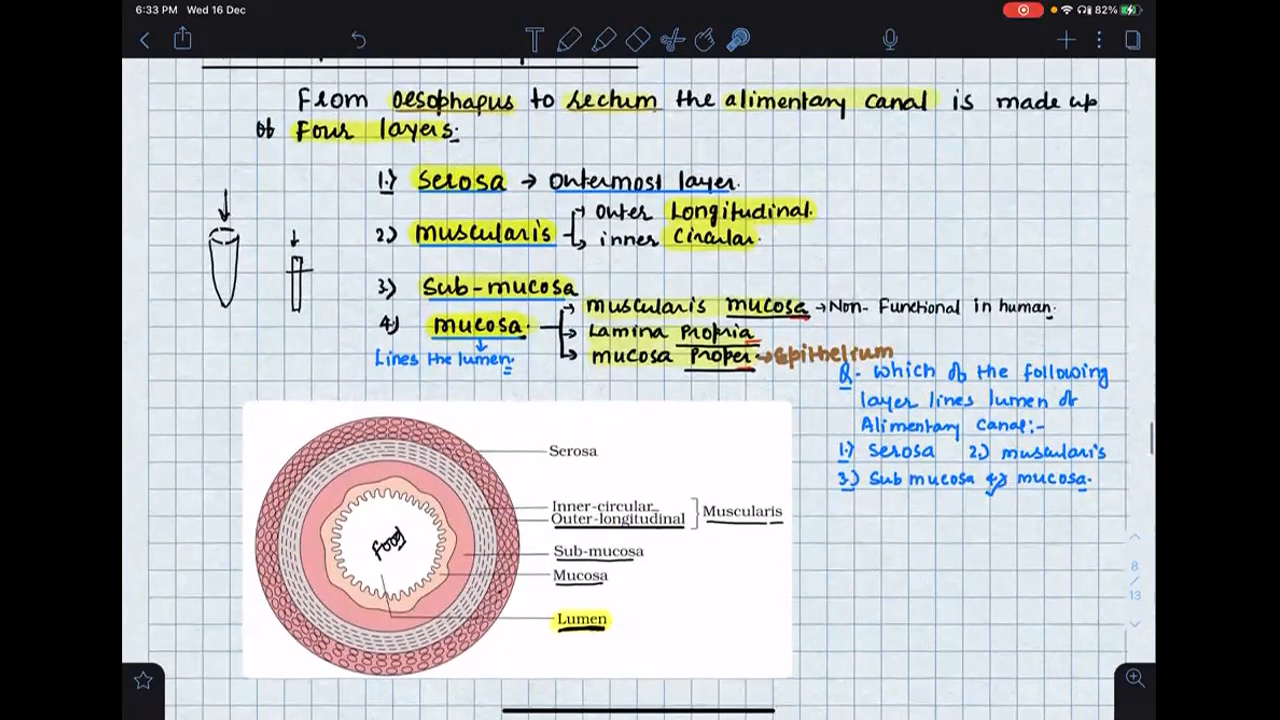 6:33 PM Wed 16 Dec
82%
From oesophagus to rectum the alimentary canal is made up
of Four layers:
1.) Serosa → outermost layer.
2) muscularis → outer Longitudinal.
→ inner Circular.
3.) Sub-mucosa
4) mucosa. → muscularis mucosa → Non-Functional in human.
→ Lamina Propria
→ mucosa Proper → Epithelium
Lines the lumen.
Q. which of the following
layer lines lumen of
Alimentary Canal:-
1.) Serosa 2.) muscularis
3.) Sub mucosa 4.) mucosa.
Serosa
Inner-circular
Outer-longitudinal
Muscularis
Sub-mucosa
Mucosa
Lumen
Food
8
/
13